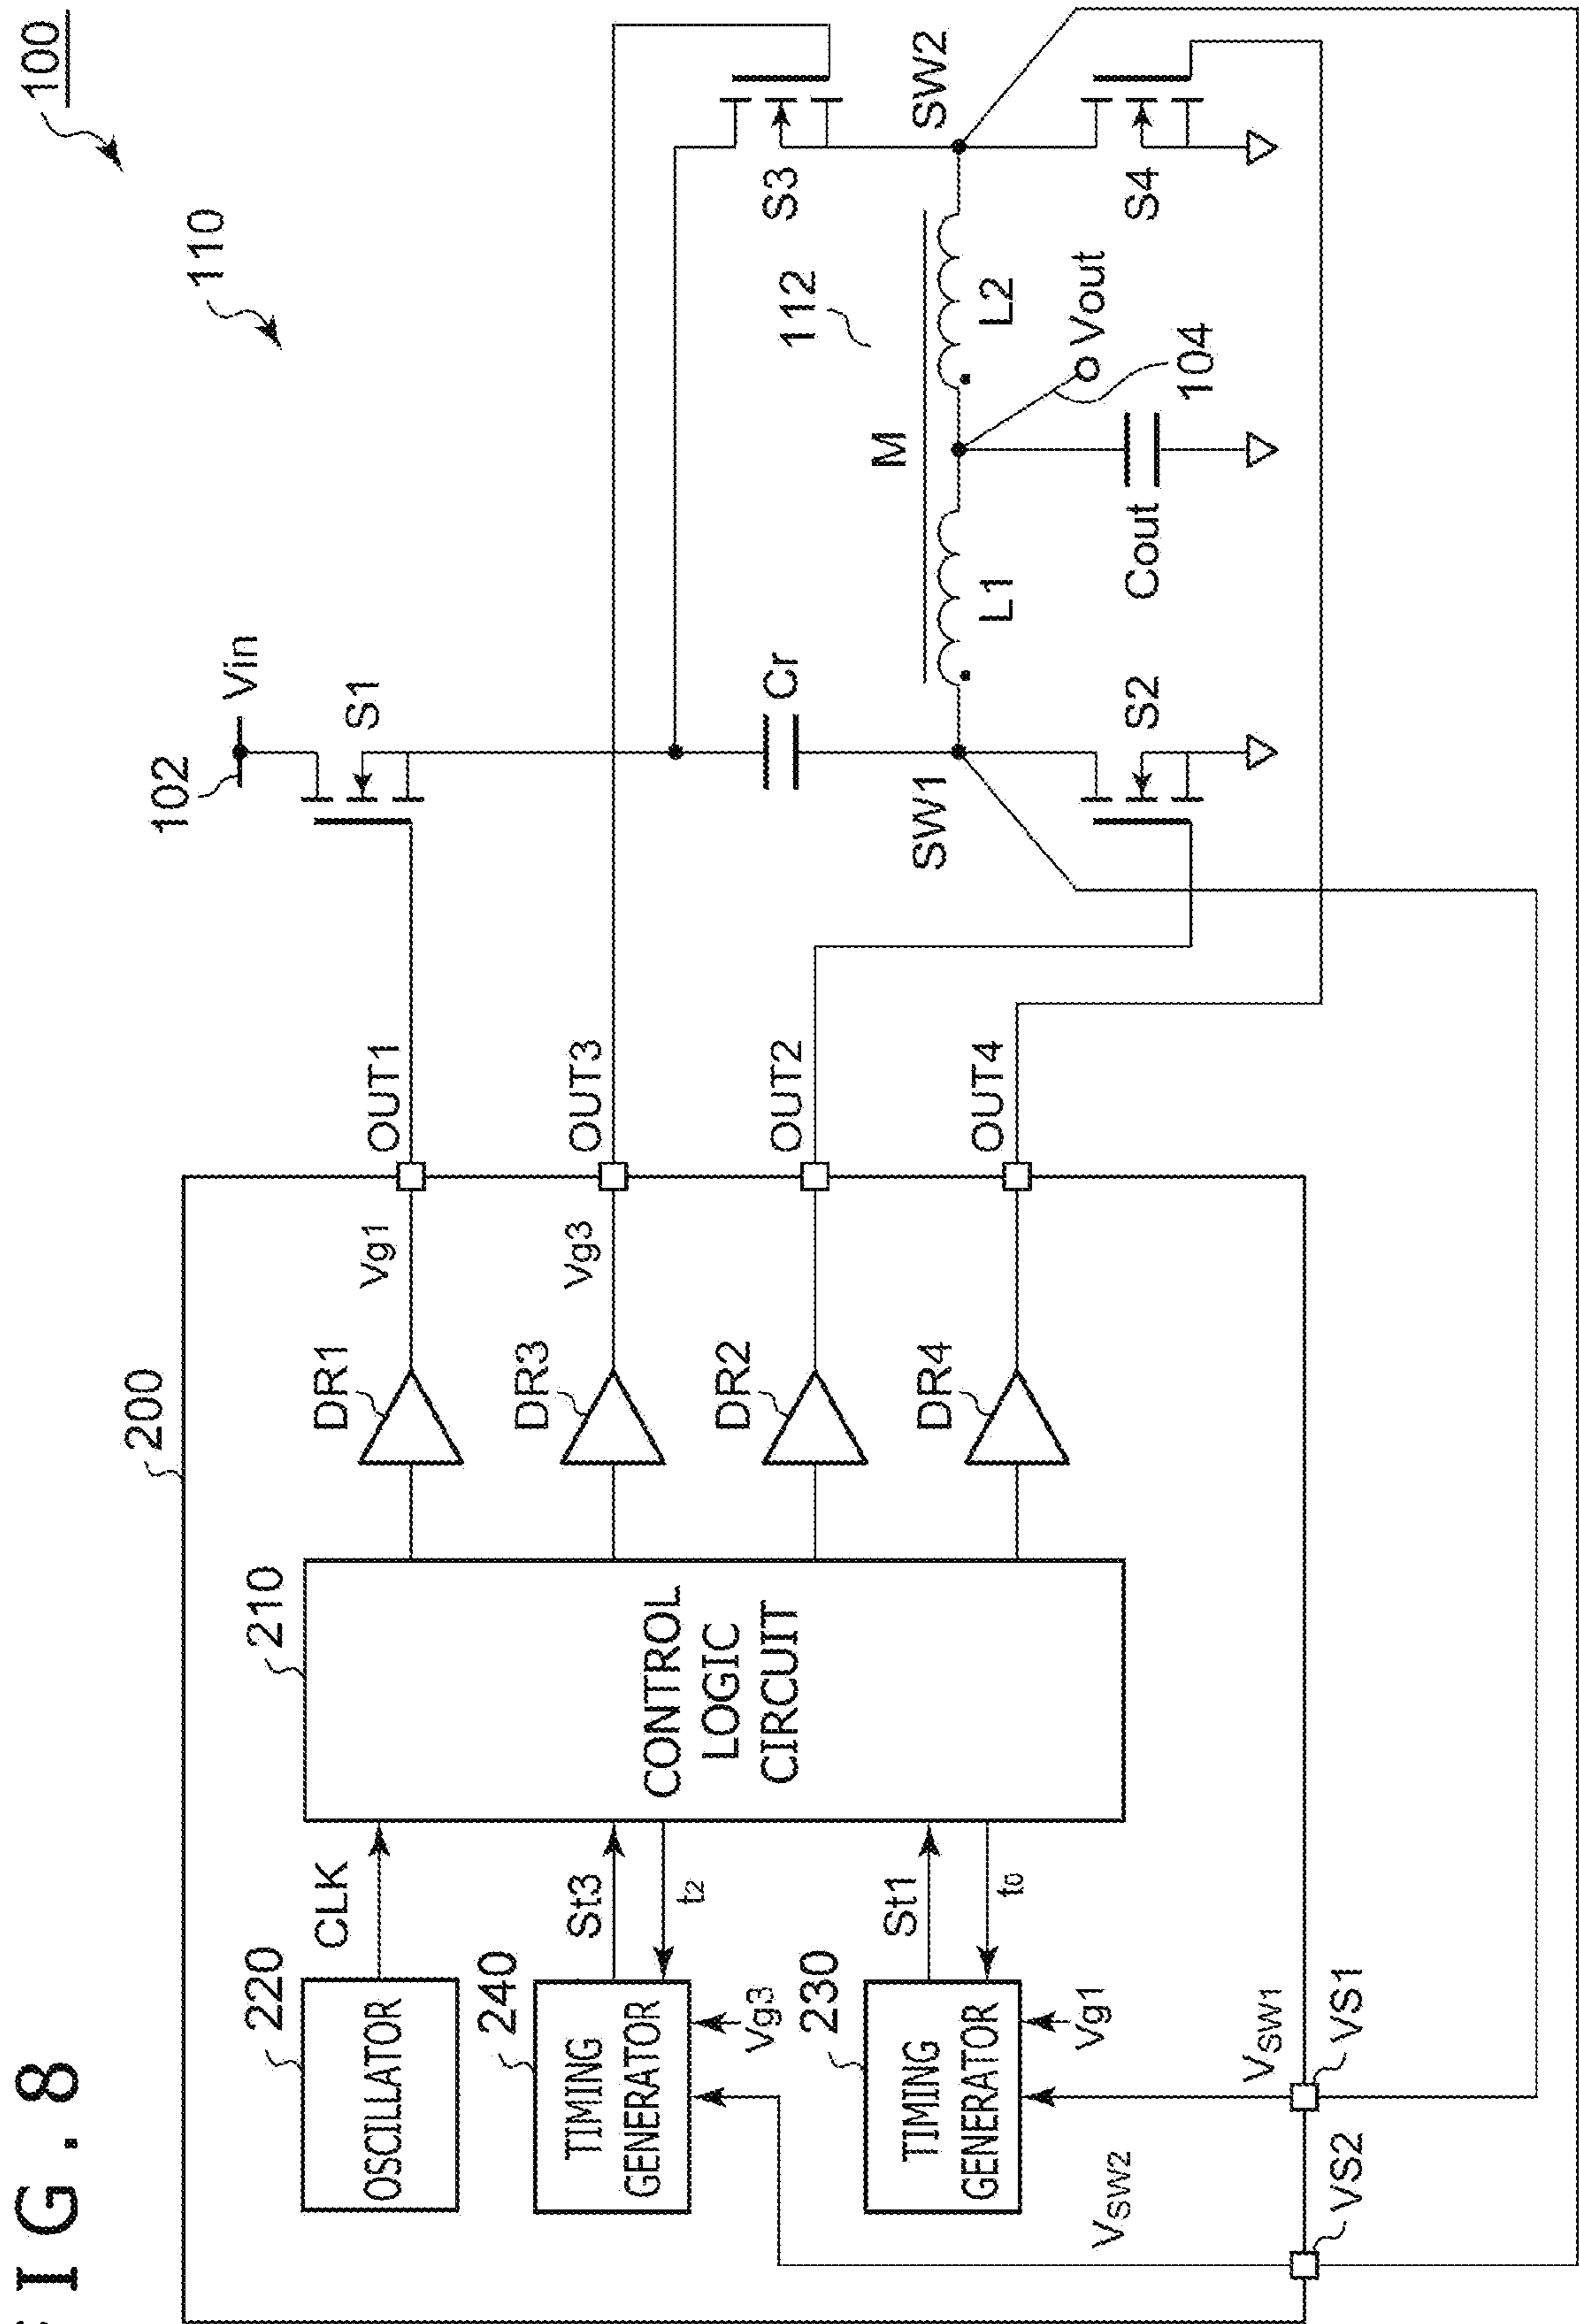 FIG.8
100
110
200
102
Vin
S1
OUT1
Vg1
DR1
210
220
CLK
OSCILLATOR
OUT3
Vg3
DR3
CONTROL
LOGIC
CIRCUIT
St3
t2
240
TIMING
GENERATOR
Vg3
OUT2
DR2
OUT4
DR4
St1
t0
230
TIMING
GENERATOR
Vg1
VSW1
VS1
VSW2
VS2
Cr
SW1
S2
L1
M
L2
112
Cout
Vout
104
S3
SW2
S4